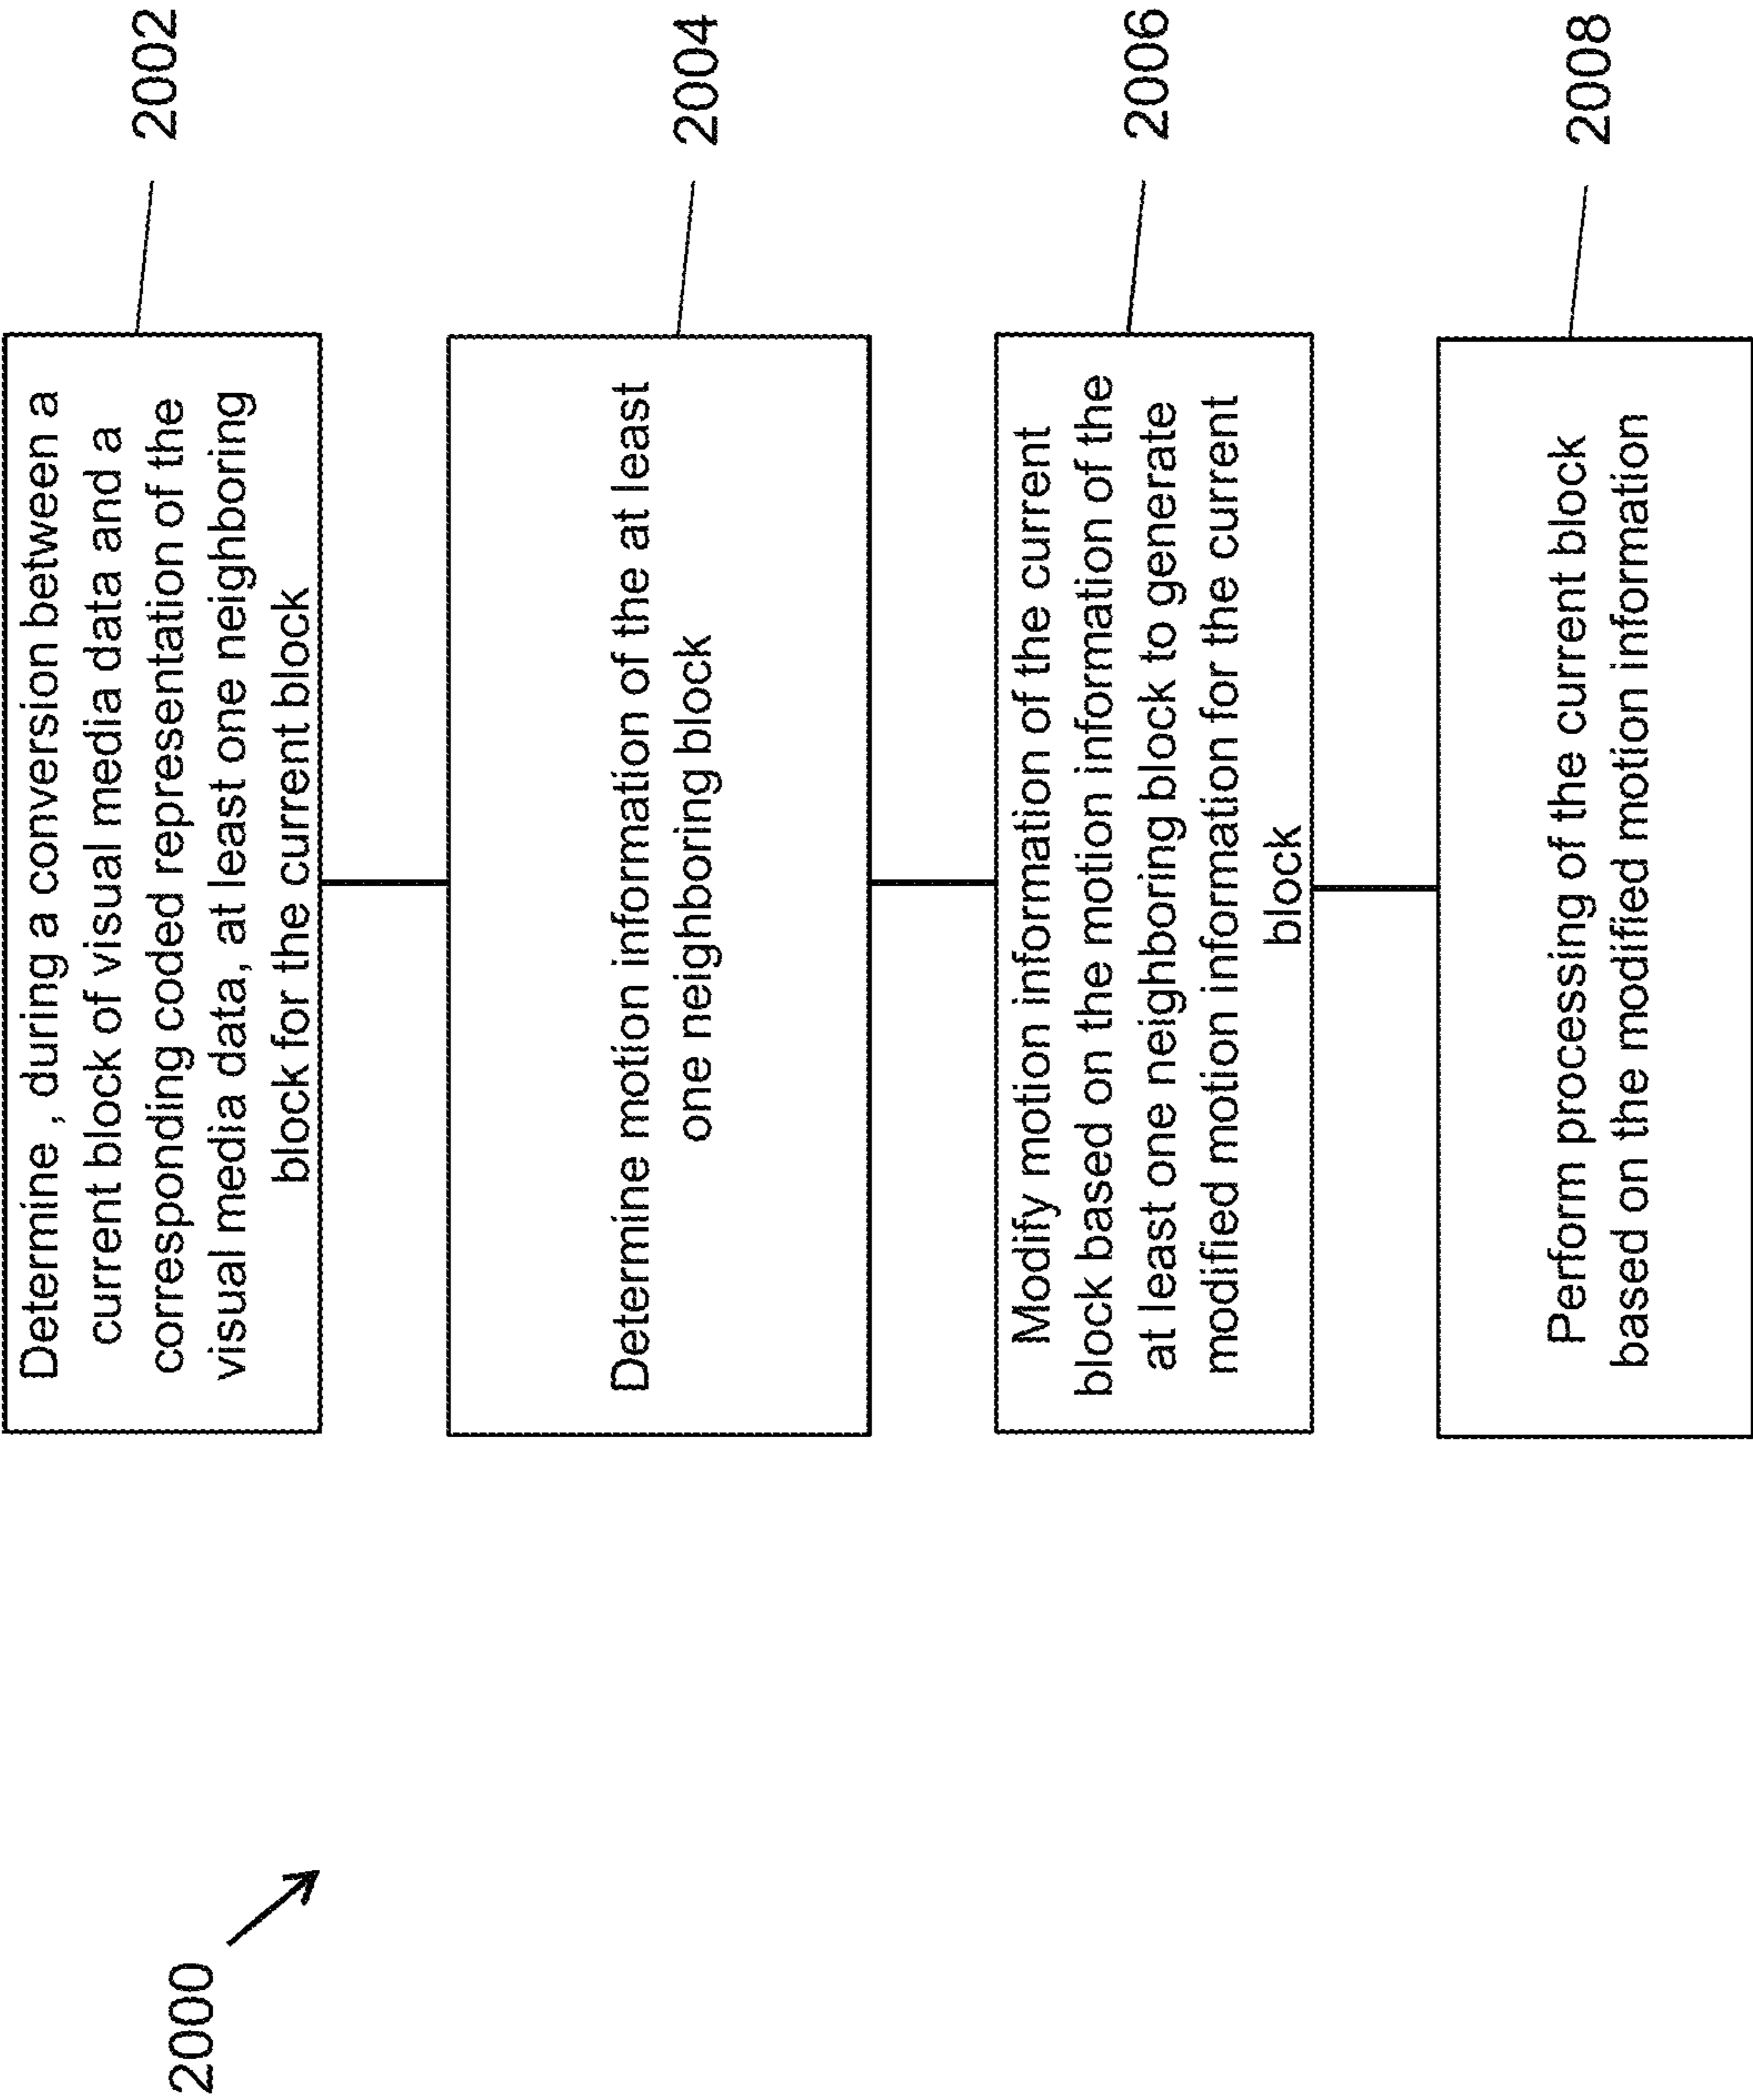 2000
Determine , during a conversion between a
current block of visual media data and a
corresponding coded representation of the
visual media data, at least one neighboring
block for the current block
2002
Determine motion information of the at least
one neighboring block
2004
Modify motion information of the current
block based on the motion information of the
at least one neighboring block to generate
modified motion information for the current
block
2006
Perform processing of the current block
based on the modified motion information
2008